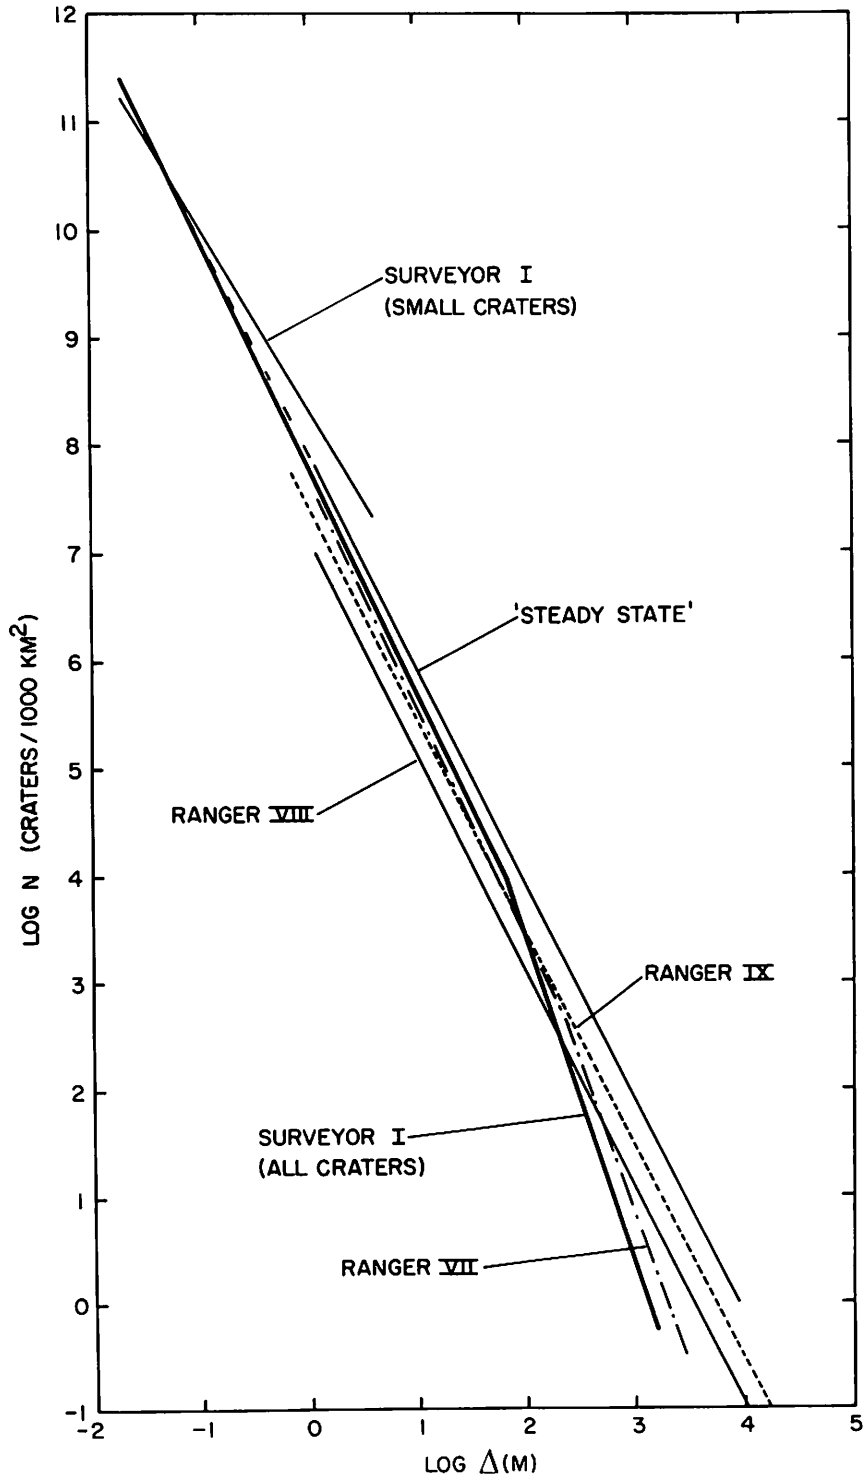 12
11
10
9
8
7
6
5
4
3
2
1
0
-1
LOG N (CRATERS/1000 KM²)
SURVEYOR I
(SMALL CRATERS)
'STEADY STATE'
RANGER VIII
RANGER IX
SURVEYOR I
(ALL CRATERS)
RANGER VII
-2 -1 0 1 2 3 4 5
LOG Δ(M)